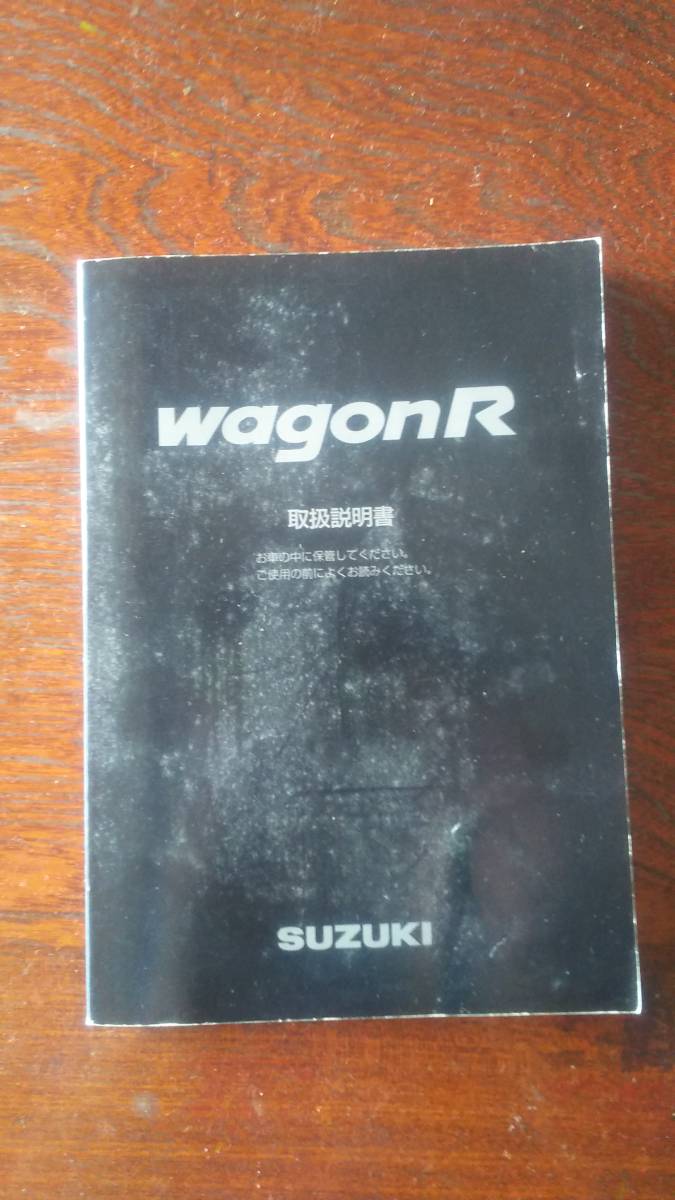 wagonR
取扱説明書
お車の中に保管してください。
ご使用の前によくお読みください。
SUZUKI